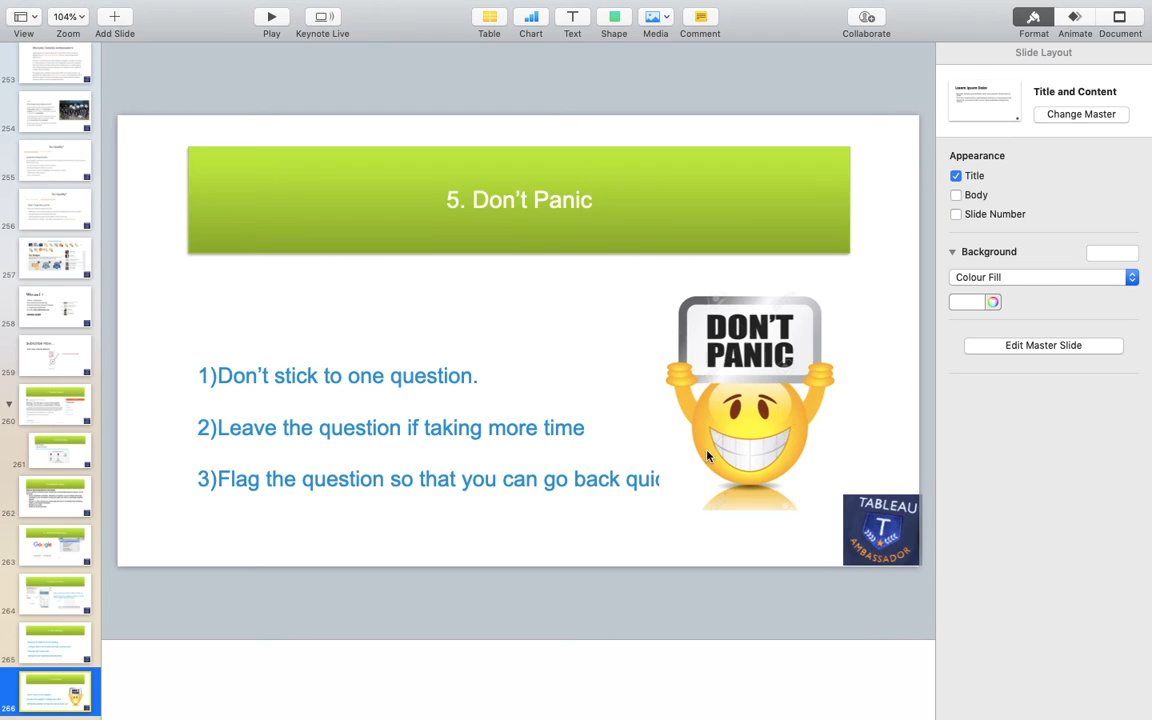 104%
View
Zoom
Add Slide
Play
Keynote Live
Table
Chart
Text
Shape
Media
Comment
Collaborate
Format
Animate
Document
Slide Layout
Title and Content
Change Master
Appearance
Title
Body
Slide Number
Background
Colour Fill
Edit Master Slide
253
254
255
256
257
258
259
260
261
262
263
264
265
266
5. Don't Panic
DON'T
PANIC
1)Don't stick to one question.
2)Leave the question if taking more time
3)Flag the question so that you can go back quic
TABLEAU
T
AMBASSADOR